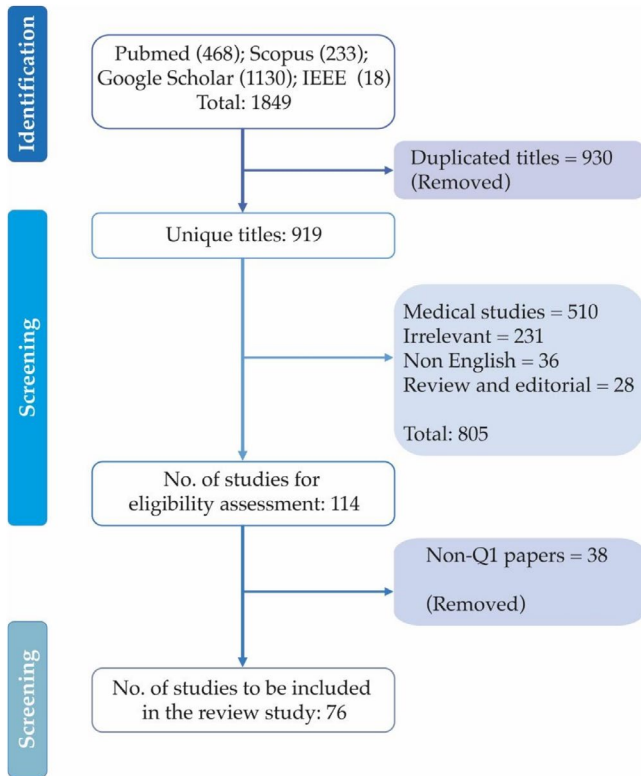 Identification
Pubmed (468); Scopus (233);
Google Scholar (1130); IEEE (18)
Total: 1849
Duplicated titles = 930
(Removed)
Screening
Unique titles: 919
Medical studies = 510
Irrelevant = 231
Non English = 36
Review and editorial = 28
Total: 805
No. of studies for
eligibility assessment: 114
Non-Q1 papers = 38
(Removed)
Screening
No. of studies to be included
in the review study: 76